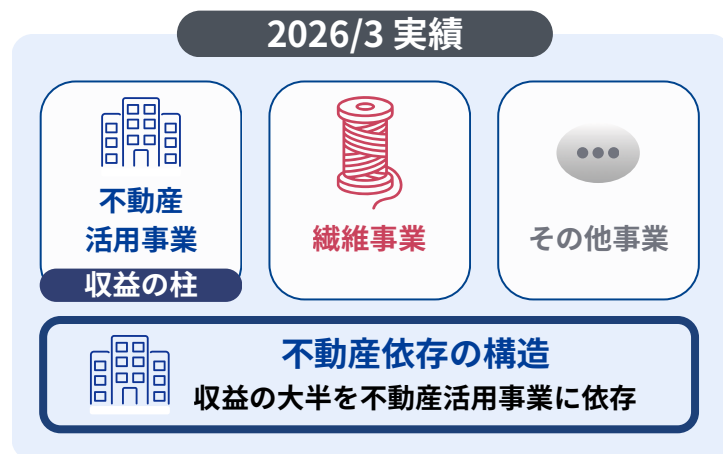 2026/3 実績
不動産
活用事業
収益の柱
繊維事業
その他事業
不動産依存の構造
収益の大半を不動産活用事業に依存